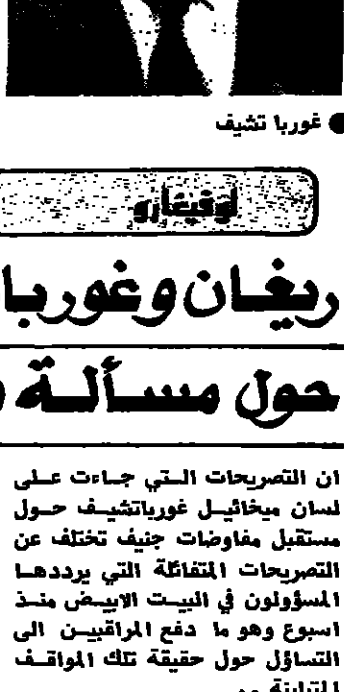 ● غوربا تشيف
لوفيغارو
ريغان وغوربا
حول مسألة
ان التصريحات التي جاءت على
لسان ميخائيل غورباتشيف حول
مستقبل مفاوضات جنيف تختلف عن
التصريحات المتفائلة التي يرددها
المسؤولون في البيت الابيض منذ
اسبوع وهو ما دفع المراقبين الى
التساؤل حول حقيقة تلك المواقف
المتباينة